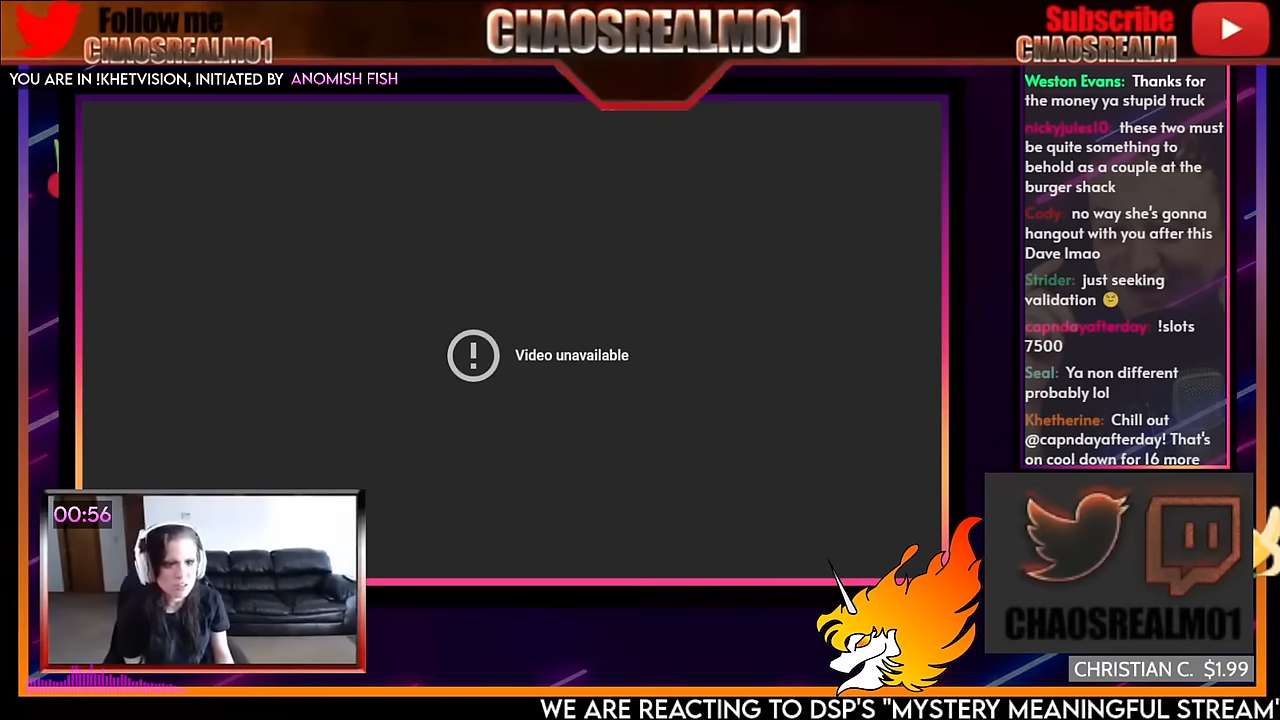 Follow me
CHAOSREALM01
CHAOSREALM01
Subscribe
CHAOSREALM
YOU ARE IN !KHETVISION, INITIATED BY ANOMISH FISH
Weston Evans: Thanks for
the money ya stupid truck
nickyjules10: these two must
be quite something to
behold as a couple at the
burger shack
Cody: no way she's gonna
hangout with you after this
Dave lmao
Strider: just seeking
validation 😊
capndayafterday: !slots
7500
Seal: Ya non different
probably lol
Khetherine: Chill out
@capndayafterday! That's
on cool down for 16 more
Video unavailable
00:56
CHAOSREALM01
CHRISTIAN C. $1.99
WE ARE REACTING TO DSP'S "MYSTERY MEANINGFUL STREAM"